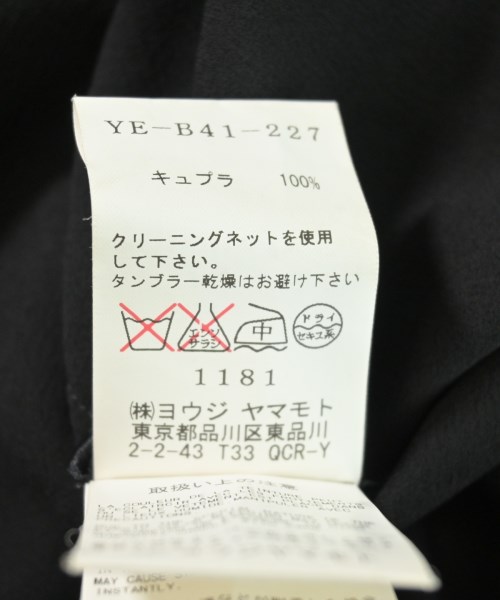 YE-B41-227
キュプラ 100%
クリーニングネットを使用
して下さい。
タンブラー乾燥はお避け下さい
エンソ
サラシ
中
ドライ
セキユ系
1181
㈱ヨウジ ヤマモト
東京都品川区東品川
2-2-43 T33 QCR-Y
取扱い上の注意
MAY CAUSE
INSTANTLY.